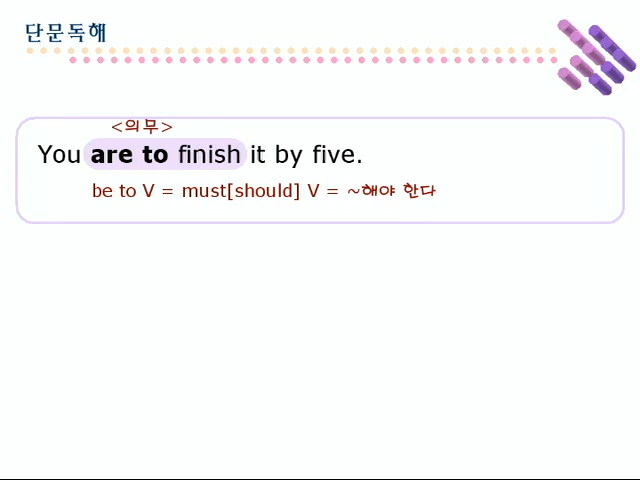 단문독해
<의무>
You are to finish it by five.
be to V = must[should] V = ~해야 한다